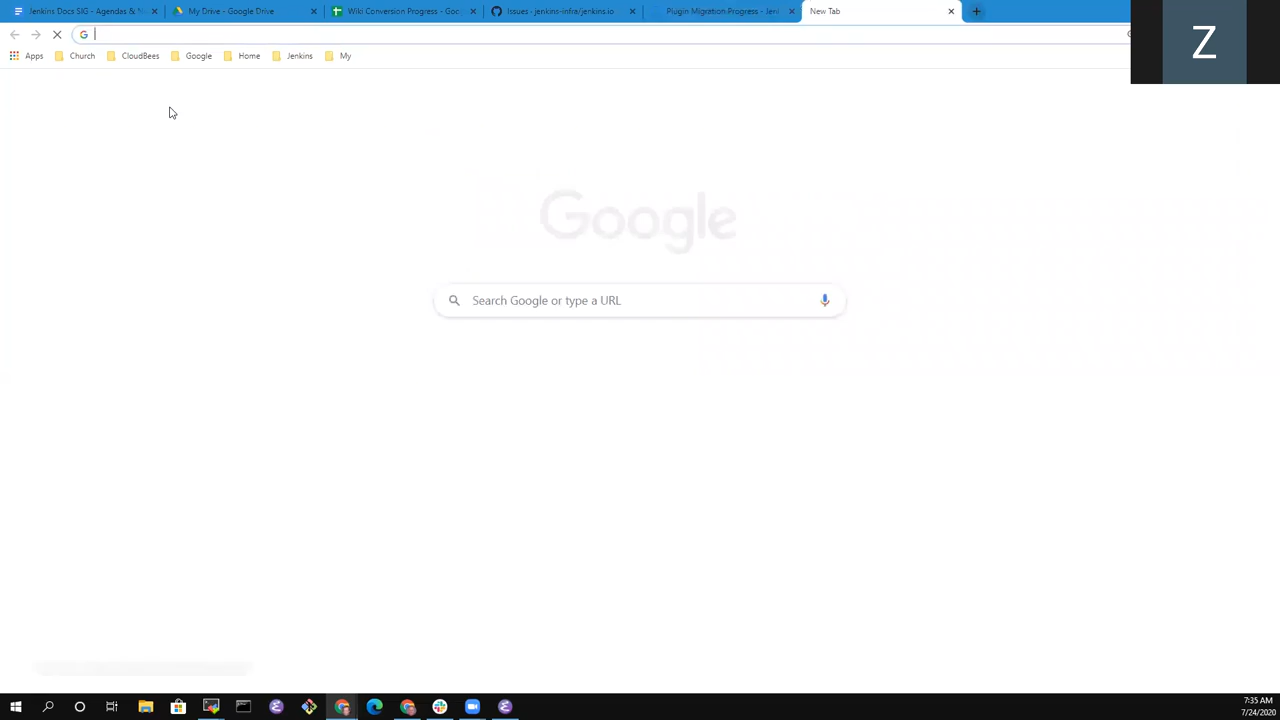 Jenkins Docs SIG - Agendas & N
My Drive - Google Drive
Wiki Conversion Progress - Goo
Issues · jenkins-infra/jenkins.io
Plugin Migration Progress - Jenl
New Tab
Apps
Church
CloudBees
Google
Home
Jenkins
My
Z
Google
Search Google or type a URL
7:35 AM
7/24/2020